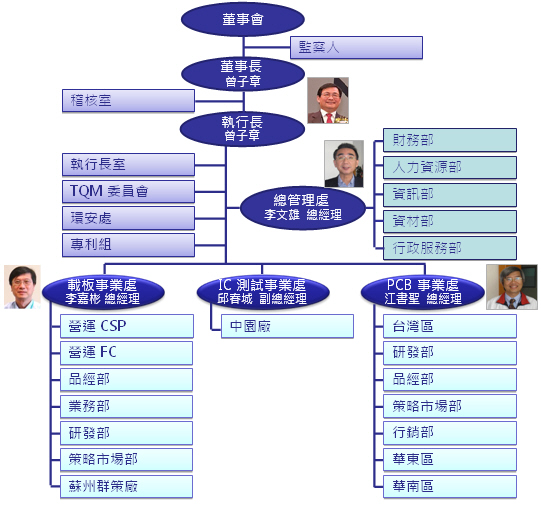 董事會
監察人
董事長
曾子章
稽核室
執行長
曾子章
執行長室
TQM 委員會
環安處
專利組
總管理處
李文雄 總經理
財務部
人力資源部
資訊部
資材部
行政服務部
載板事業處
李嘉彬 總經理
營運 CSP
營運 FC
品經部
業務部
研發部
策略市場部
蘇州群策廠
IC 測試事業處
邱春城 副總經理
中園廠
PCB 事業處
江書聖 總經理
台灣區
研發部
品經部
策略市場部
行銷部
華東區
華南區